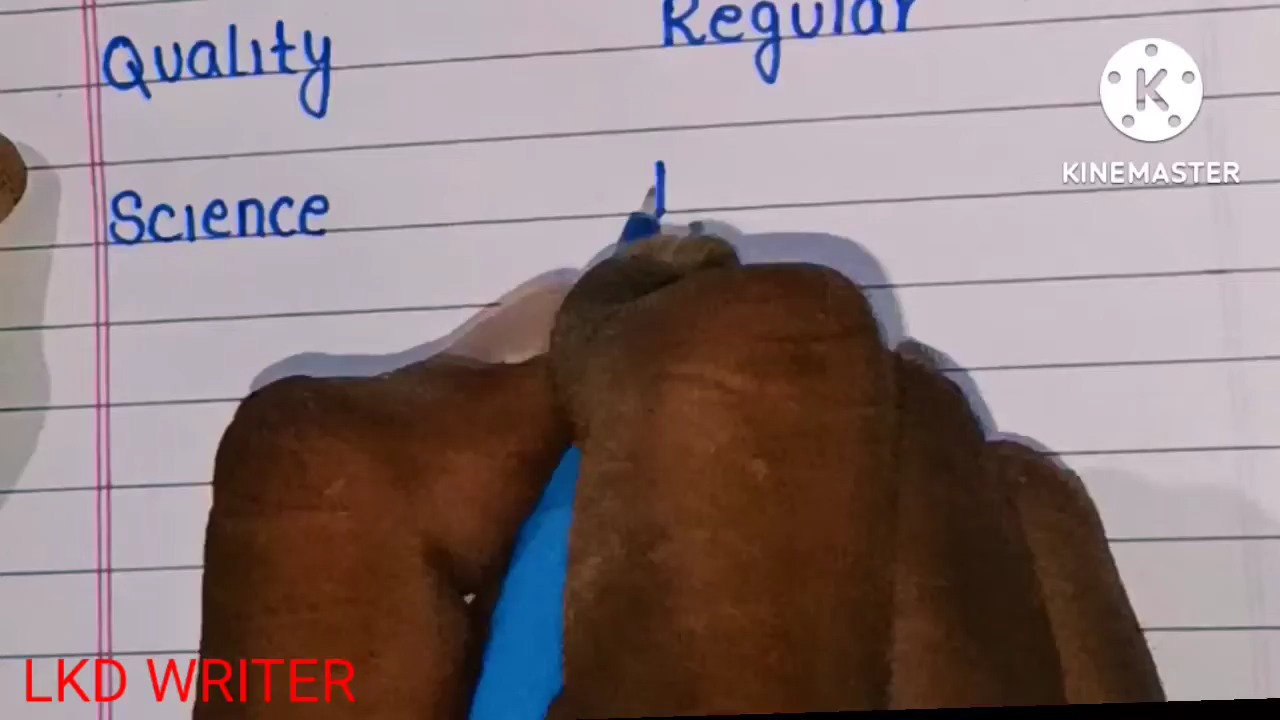 Quality Regular
K
KINEMASTER
Science
LKD WRITER